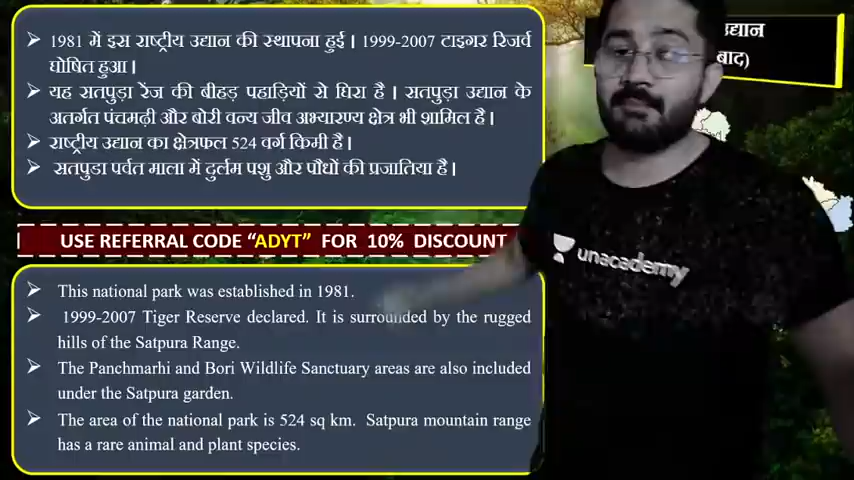 द्यान
बाद)
➢ 1981 में इस राष्ट्रीय उद्यान की स्थापना हुई । 1999-2007 टाइगर रिजर्व
घोषित हुआ ।
➢ यह सतपुड़ा रेंज की बीहड़ पहाड़ियों से घिरा है । सतपुड़ा उद्यान के
अतर्गत पंचमढ़ी और बोरी वन्य जीव अभ्यारण्य क्षेत्र भी शामिल है ।
➢ राष्ट्रीय उद्यान का क्षेत्रफल 524 वर्ग किमी है ।
➢ सतपुडा पर्वत माला में दुर्लभ पशु और पौधों की प्रजातिया है ।
USE REFERRAL CODE “ADYT” FOR 10% DISCOUNT
➢ This national park was established in 1981.
➢ 1999-2007 Tiger Reserve declared. It is surrounded by the rugged
hills of the Satpura Range.
➢ The Panchmarhi and Bori Wildlife Sanctuary areas are also included
under the Satpura garden.
➢ The area of the national park is 524 sq km. Satpura mountain range
has a rare animal and plant species.
unacademy